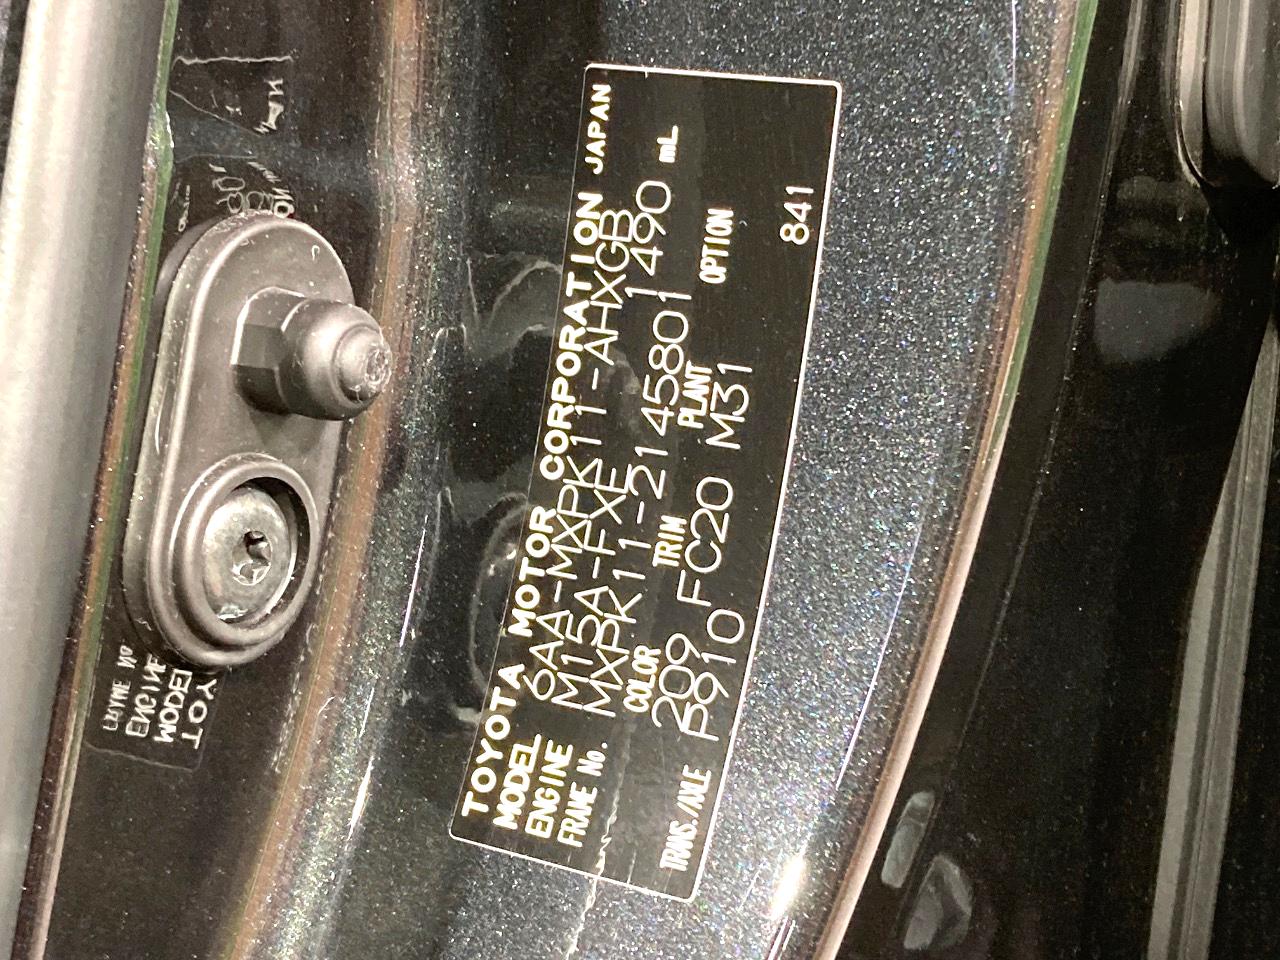 TOYOTA MOTOR CORPORATION JAPAN
MODEL 6AA-MXPK11-AHXGB
ENGINE M15A-FXE 1490 mL
FRAME No. MXPK11-2145801
COLOR TRIM PLANT OPTION
209 FC20 M31
TRANS./AXLE P910 841